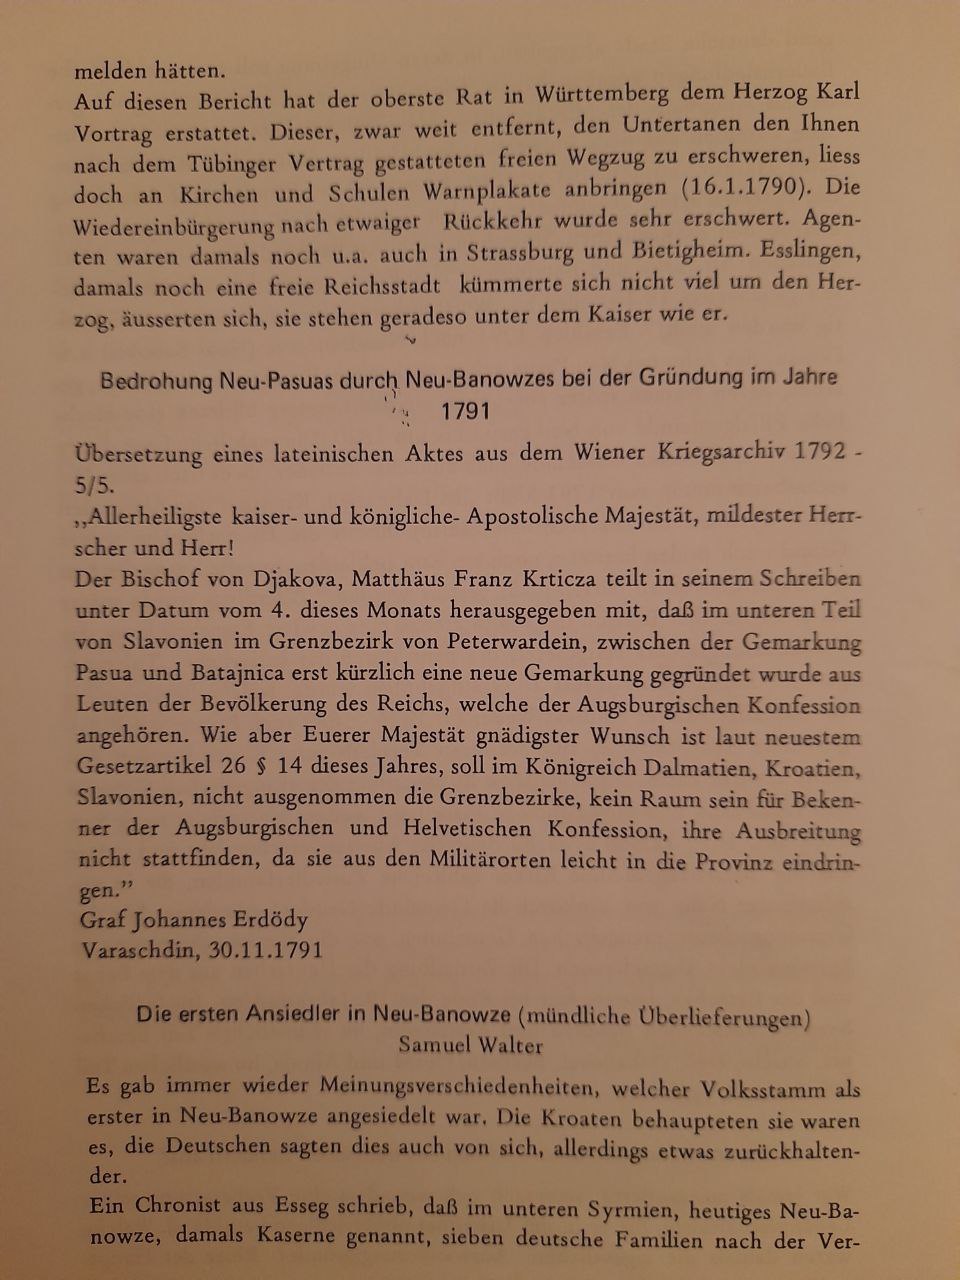 melden hätten.
Auf diesen Bericht hat der oberste Rat in Württemberg dem Herzog Karl
Vortrag erstattet. Dieser, zwar weit entfernt, den Untertanen den Ihnen
nach dem Tübinger Vertrag gestatteten freien Wegzug zu erschweren, liess
doch an Kirchen und Schulen Warnplakate anbringen (16.1.1790). Die
Wiedereinbürgerung nach etwaiger Rückkehr wurde sehr erschwert. Agen-
ten waren damals noch u.a. auch in Strassburg und Bietigheim. Esslingen,
damals noch eine freie Reichsstadt kümmerte sich nicht viel um den Her-
zog, äusserten sich, sie stehen geradeso unter dem Kaiser wie er.
Bedrohung Neu-Pasuas durch Neu-Banowzes bei der Gründung im Jahre
1791
Übersetzung eines lateinischen Aktes aus dem Wiener Kriegsarchiv 1792 -
5/5.
,,Allerheiligste kaiser- und königliche- Apostolische Majestät, mildester Herr-
scher und Herr!
Der Bischof von Djakova, Matthäus Franz Krticza teilt in seinem Schreiben
unter Datum vom 4. dieses Monats herausgegeben mit, daß im unteren Teil
von Slavonien im Grenzbezirk von Peterwardein, zwischen der Gemarkung
Pasua und Batajnica erst kürzlich eine neue Gemarkung gegründet wurde aus
Leuten der Bevölkerung des Reichs, welche der Augsburgischen Konfession
angehören. Wie aber Euerer Majestät gnädigster Wunsch ist laut neuestem
Gesetzartikel 26 § 14 dieses Jahres, soll im Königreich Dalmatien, Kroatien,
Slavonien, nicht ausgenommen die Grenzbezirke, kein Raum sein für Beken-
ner der Augsburgischen und Helvetischen Konfession, ihre Ausbreitung
nicht stattfinden, da sie aus den Militärorten leicht in die Provinz eindrin-
gen.”
Graf Johannes Erdödy
Varaschdin, 30.11.1791
Die ersten Ansiedler in Neu-Banowze (mündliche Überlieferungen)
Samuel Walter
Es gab immer wieder Meinungsverschiedenheiten, welcher Volksstamm als
erster in Neu-Banowze angesiedelt war. Die Kroaten behaupteten sie waren
es, die Deutschen sagten dies auch von sich, allerdings etwas zurückhalten-
der.
Ein Chronist aus Esseg schrieb, daß im unteren Syrmien, heutiges Neu-Ba-
nowze, damals Kaserne genannt, sieben deutsche Familien nach der Ver-